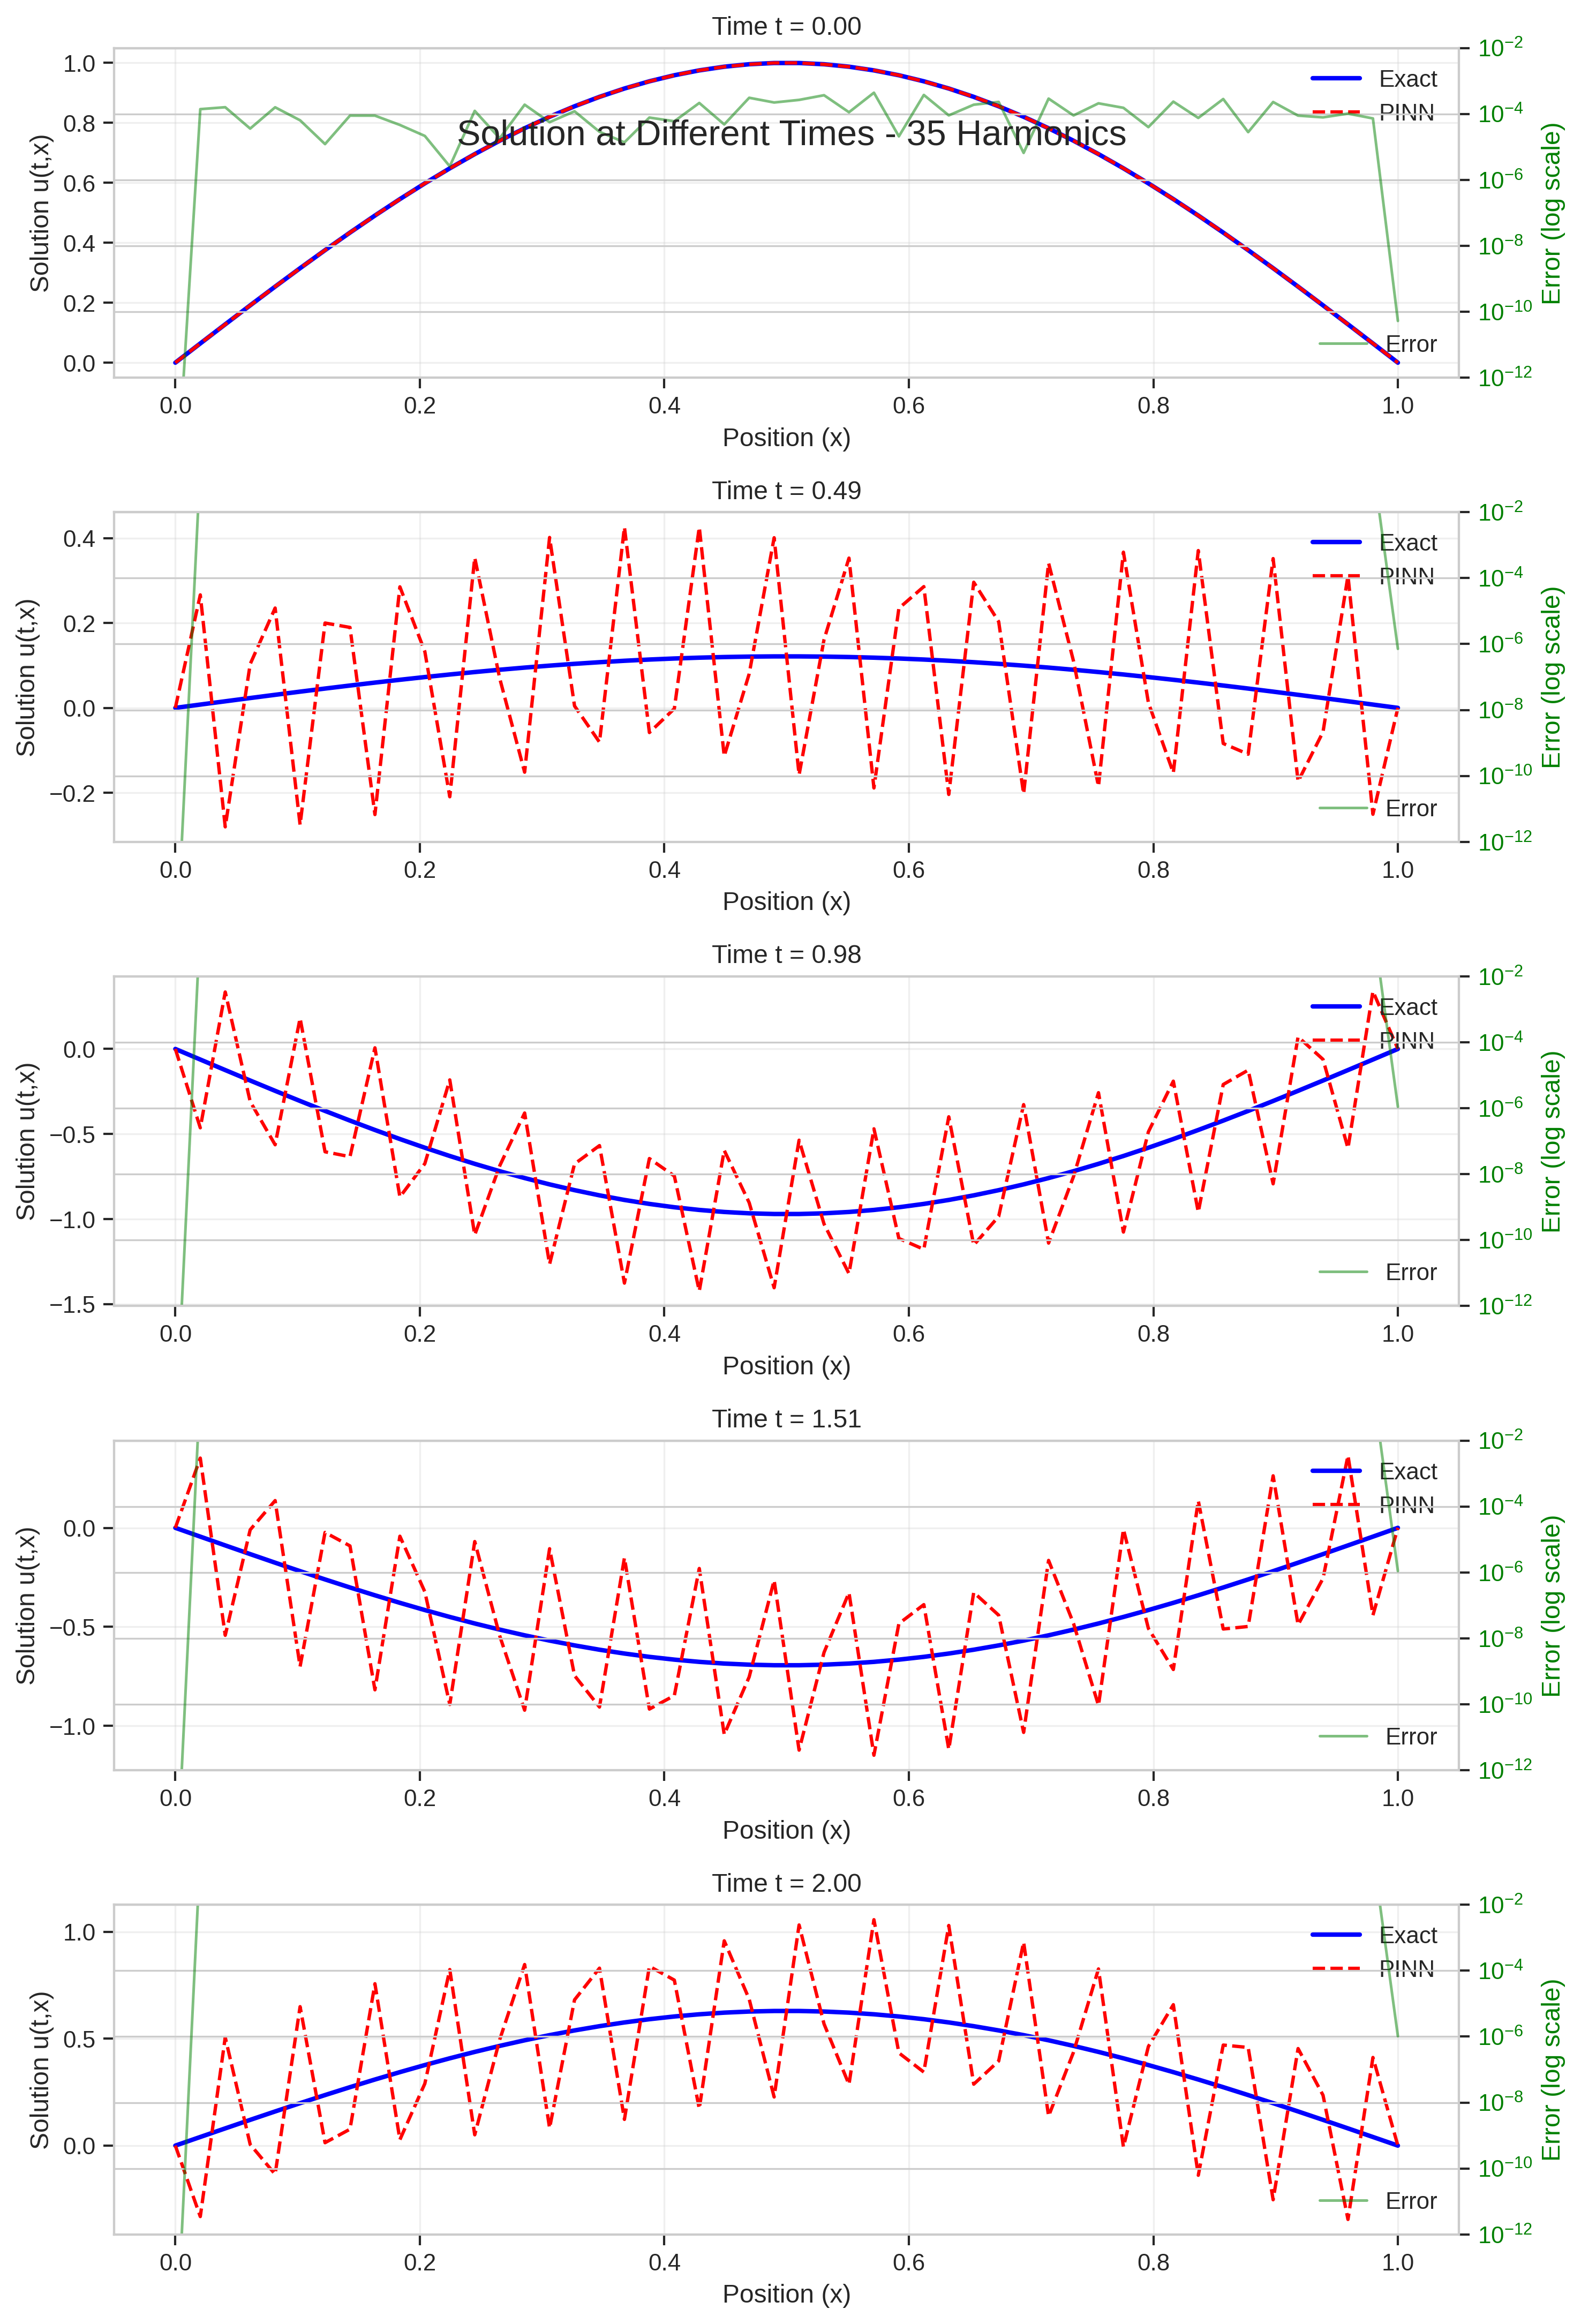 Time t = 0.00
Solution at Different Times - 35 Harmonics
Solution u(t,x)
1.0
0.8
0.6
0.4
0.2
0.0
Exact
PINN
Error
10⁻²
10⁻⁴
10⁻⁶
10⁻⁸
10⁻¹⁰
10⁻¹²
Error (log scale)
0.0 0.2 0.4 0.6 0.8 1.0
Position (x)
Time t = 0.49
Solution u(t,x)
0.4
0.2
0.0
−0.2
Exact
PINN
Error
10⁻²
10⁻⁴
10⁻⁶
10⁻⁸
10⁻¹⁰
10⁻¹²
Error (log scale)
0.0 0.2 0.4 0.6 0.8 1.0
Position (x)
Time t = 0.98
Solution u(t,x)
0.0
−0.5
−1.0
−1.5
Exact
PINN
Error
10⁻²
10⁻⁴
10⁻⁶
10⁻⁸
10⁻¹⁰
10⁻¹²
Error (log scale)
0.0 0.2 0.4 0.6 0.8 1.0
Position (x)
Time t = 1.51
Solution u(t,x)
0.0
−0.5
−1.0
Exact
PINN
Error
10⁻²
10⁻⁴
10⁻⁶
10⁻⁸
10⁻¹⁰
10⁻¹²
Error (log scale)
0.0 0.2 0.4 0.6 0.8 1.0
Position (x)
Time t = 2.00
Solution u(t,x)
1.0
0.5
0.0
Exact
PINN
Error
10⁻²
10⁻⁴
10⁻⁶
10⁻⁸
10⁻¹⁰
10⁻¹²
Error (log scale)
0.0 0.2 0.4 0.6 0.8 1.0
Position (x)